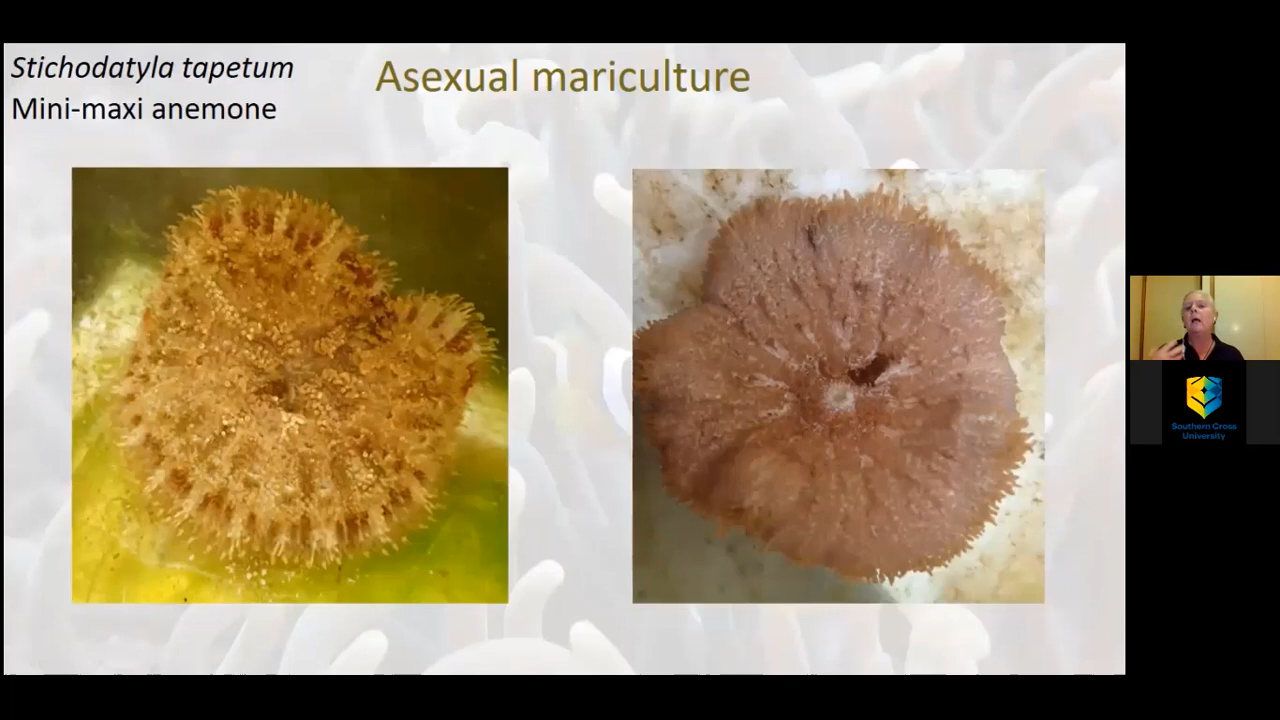 Stichodatyla tapetum
Mini-maxi anemone
Asexual mariculture
Southern Cross
University